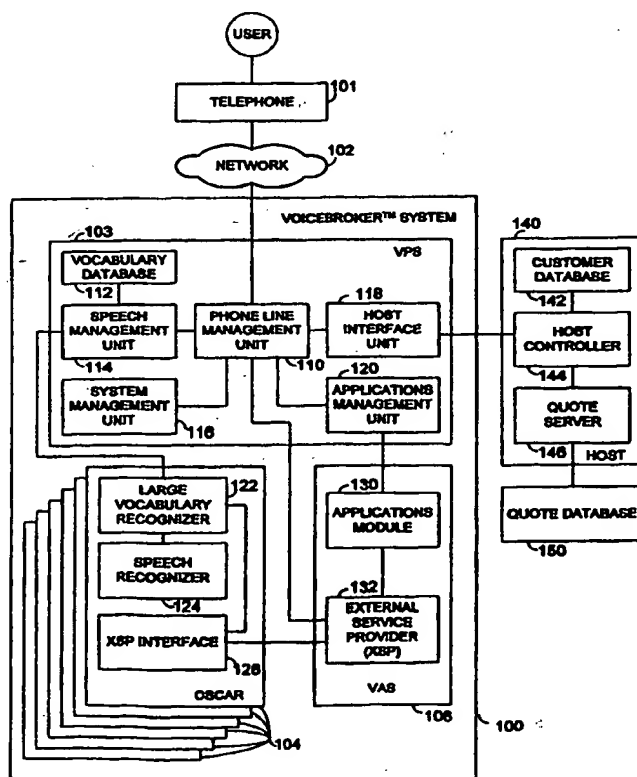 USER
101
TELEPHONE
102
NETWORK
VOICEBROKER™ SYSTEM
103
VPS
VOCABULARY DATABASE
112
SPEECH MANAGEMENT UNIT
114
SYSTEM MANAGEMENT UNIT
116
PHONE LINE MANAGEMENT UNIT
110
118
HOST INTERFACE UNIT
120
APPLICATIONS MANAGEMENT UNIT
140
CUSTOMER DATABASE
142
HOST CONTROLLER
144
QUOTE SERVER
146
HOST
QUOTE DATABASE
150
122
LARGE VOCABULARY RECOGNIZER
SPEECH RECOGNIZER
124
XSP INTERFACE
126
OSCAR
104
130
APPLICATIONS MODULE
132
EXTERNAL SERVICE PROVIDER (XSP)
VAS
106
100